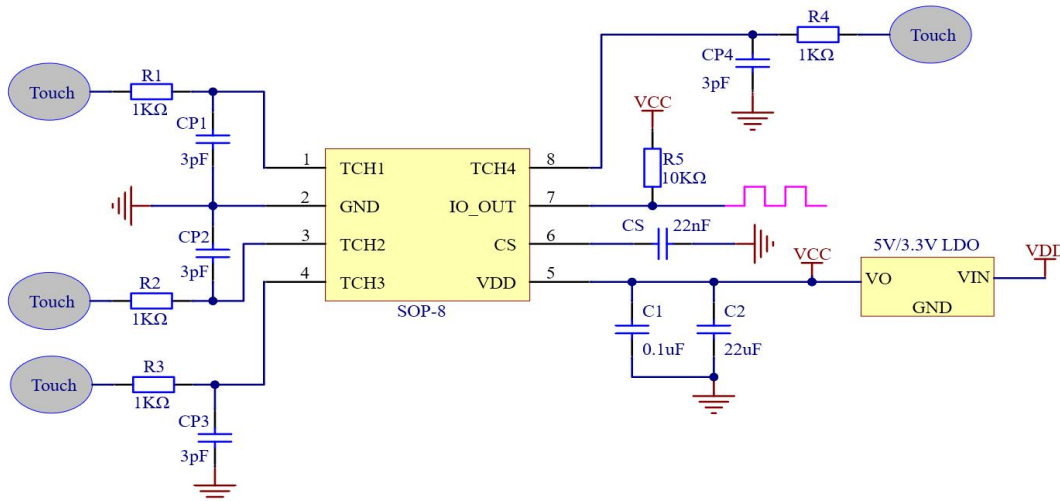 R4
Touch
CP4
1KΩ
3pF
R1
Touch
1KΩ
CP1
3pF
VCC
R5
10KΩ
1
TCH1
TCH4
8
2
GND
IO_OUT
7
CP2
3pF
3
TCH2
CS
6
CS
22nF
4
TCH3
VDD
5
SOP-8
R2
Touch
1KΩ
VCC
5V/3.3V LDO
VO
VIN
GND
VDD
C1
0.1uF
C2
22uF
R3
Touch
1KΩ
CP3
3pF